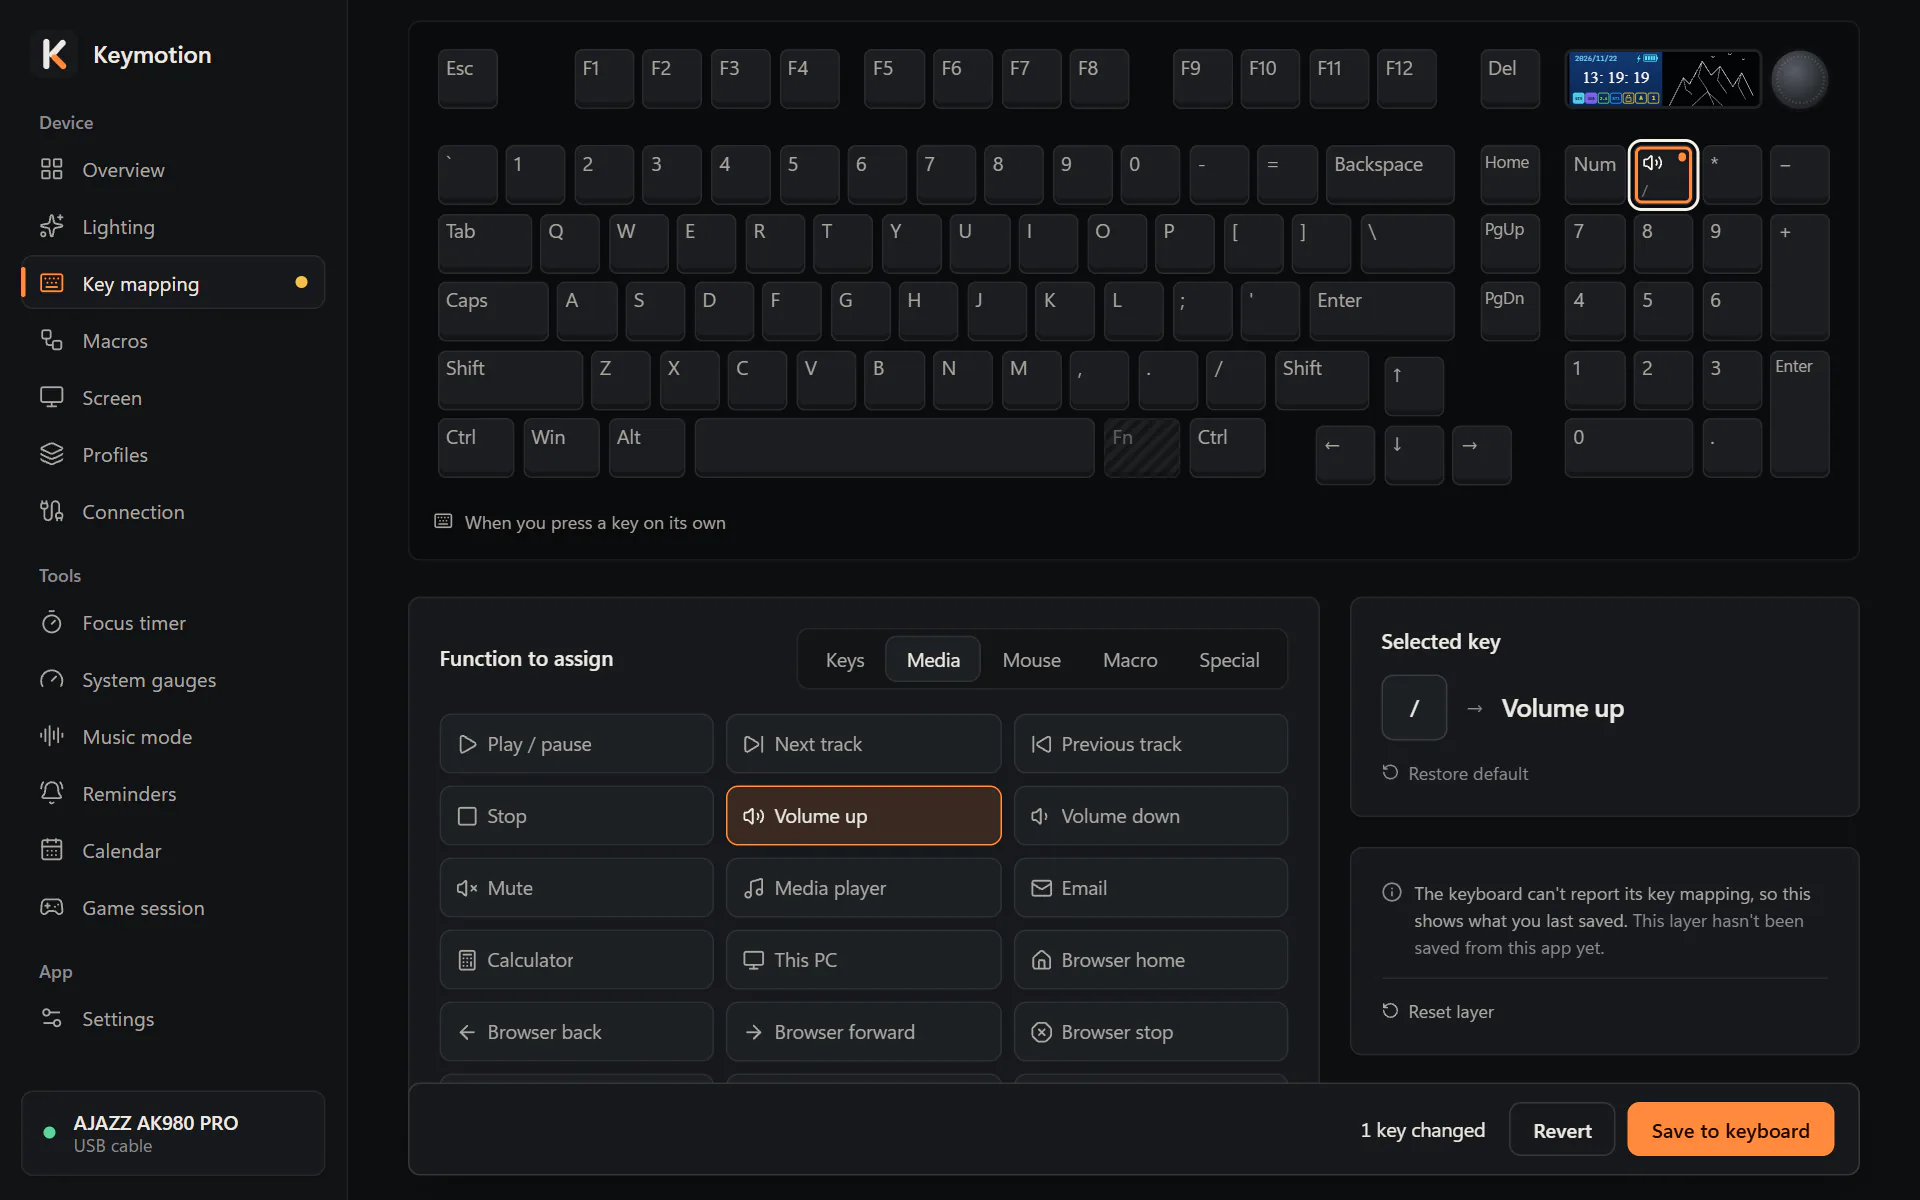 Keymotion
Device
Overview
Lighting
Key mapping
Macros
Screen
Profiles
Connection
Tools
Focus timer
System gauges
Music mode
Reminders
Calendar
Game session
App
Settings
AJAZZ AK980 PRO
USB cable
Esc F1 F2 F3 F4 F5 F6 F7 F8 F9 F10 F11 F12 Del
2026/11/22
13: 19: 19
` 1 2 3 4 5 6 7 8 9 0 - = Backspace Home Num / * −
Tab Q W E R T Y U I O P [ ] \ PgUp 7 8 9 +
Caps A S D F G H J K L ; ' Enter PgDn 4 5 6
Shift Z X C V B N M , . / Shift ↑ 1 2 3 Enter
Ctrl Win Alt Fn Ctrl ← ↓ → 0 .
When you press a key on its own
Function to assign
Keys Media Mouse Macro Special
Play / pause Next track Previous track
Stop Volume up Volume down
Mute Media player Email
Calculator This PC Browser home
Browser back Browser forward Browser stop
Selected key
/ → Volume up
Restore default
The keyboard can't report its key mapping, so this
shows what you last saved. This layer hasn't been
saved from this app yet.
Reset layer
1 key changed Revert Save to keyboard